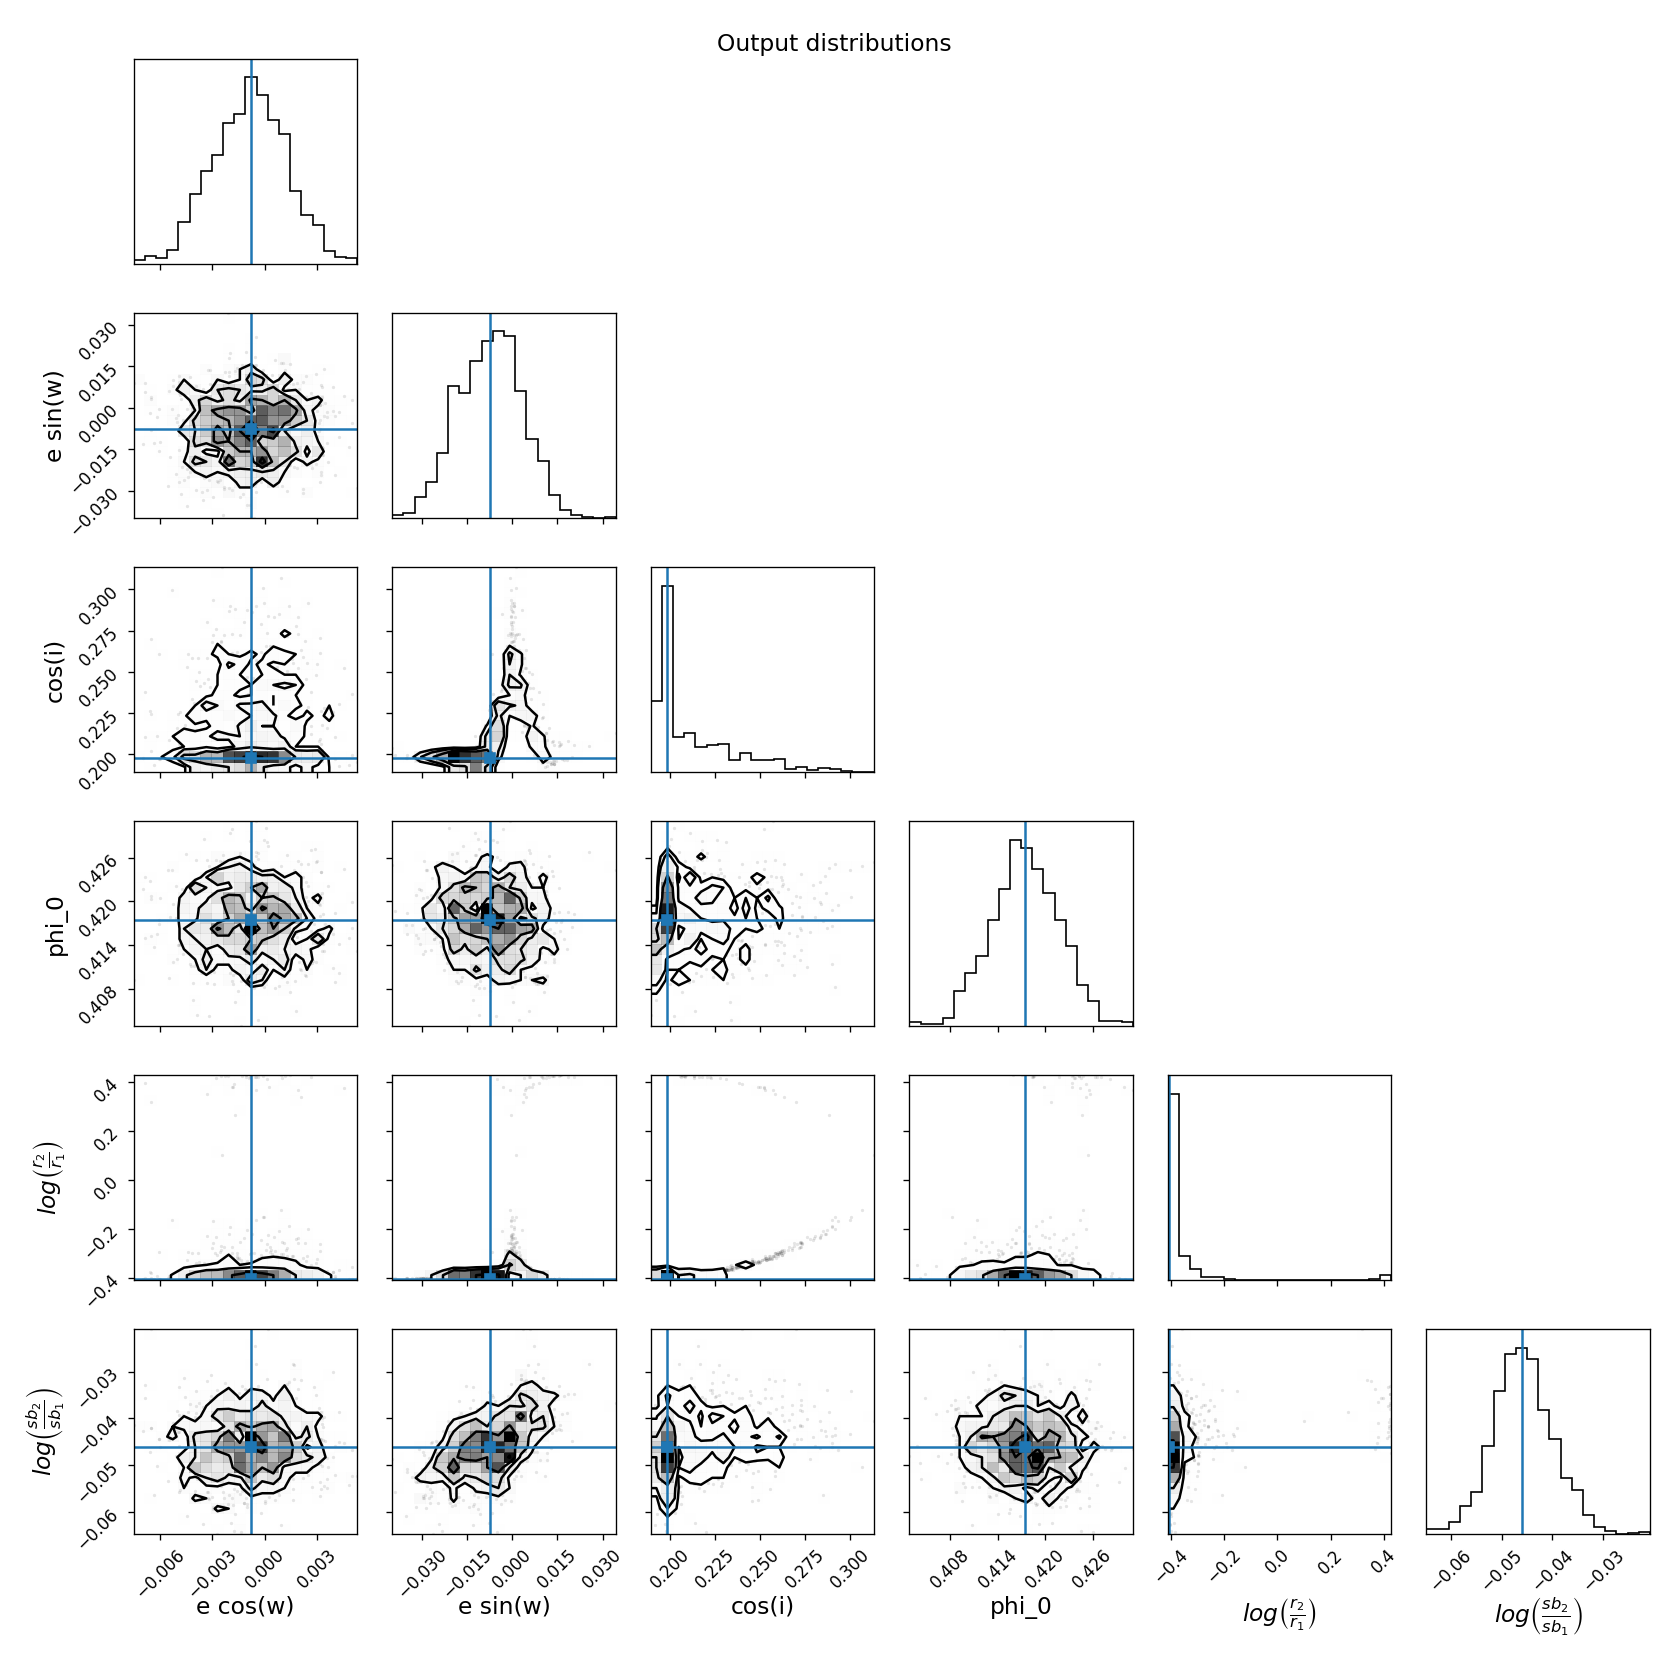 Output distributions
e sin(w)
0.030
0.015
0.000
−0.015
−0.030
cos(i)
0.300
0.275
0.250
0.225
0.200
phi_0
0.426
0.420
0.414
0.408
log(r₂/r₁)
0.4
0.2
0.0
−0.2
−0.4
log(sb₂/sb₁)
−0.03
−0.04
−0.05
−0.06
−0.006 −0.003 0.000 0.003
−0.030 −0.015 0.000 0.015 0.030
0.200 0.225 0.250 0.275 0.300
0.408 0.414 0.420 0.426
−0.4 −0.2 0.0 0.2 0.4
−0.06 −0.05 −0.04 −0.03
e cos(w)
e sin(w)
cos(i)
phi_0
log(r₂/r₁)
log(sb₂/sb₁)